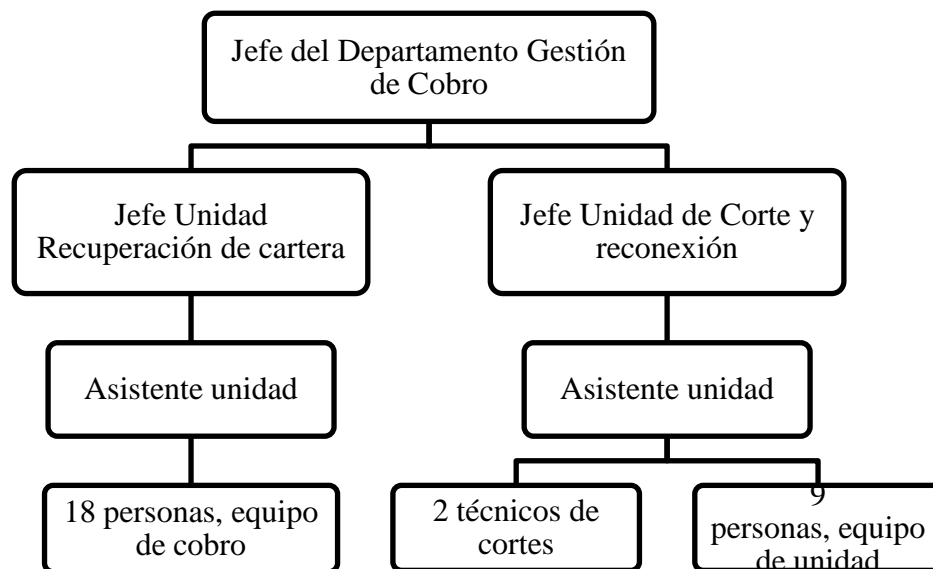 Jefe del Departamento Gestión
de Cobro
Jefe Unidad
Recuperación de cartera
Jefe Unidad de Corte y
reconexión
Asistente unidad
Asistente unidad
18 personas, equipo
de cobro
2 técnicos de
cortes
9
personas, equipo
de unidad